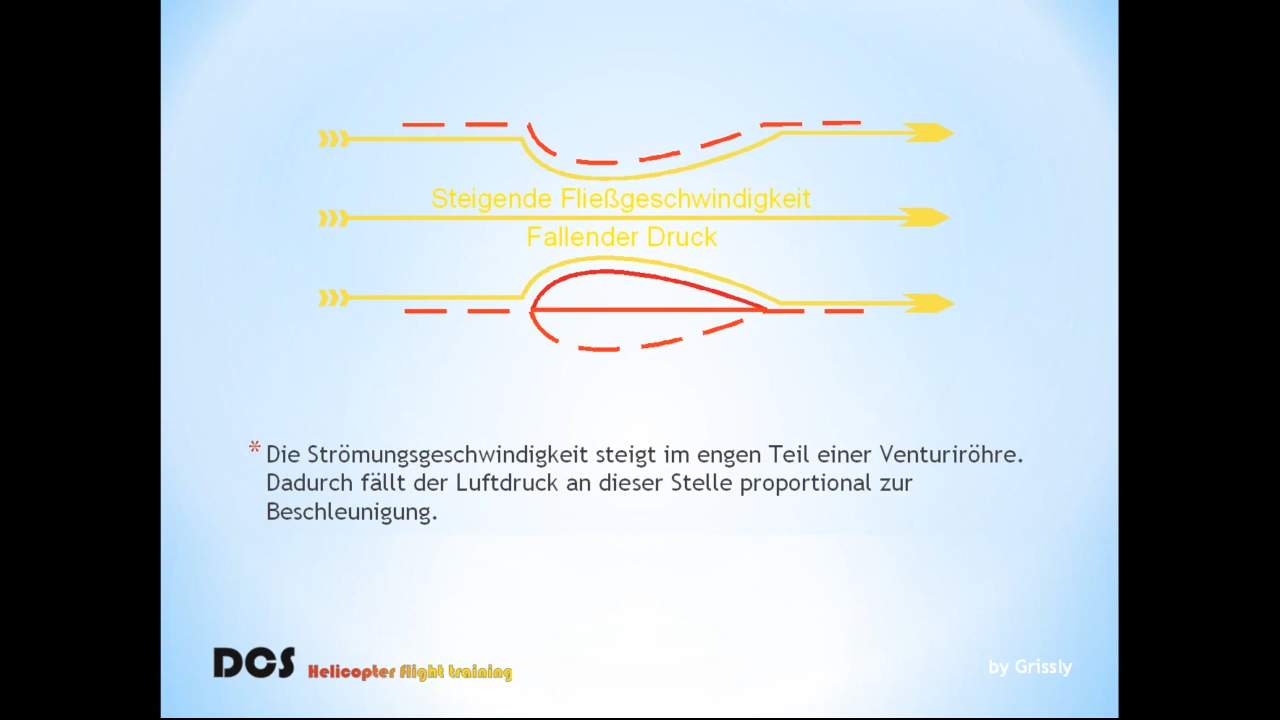 Steigende Fließgeschwindigkeit
Fallender Druck
* Die Strömungsgeschwindigkeit steigt im engen Teil einer Venturiröhre.
Dadurch fällt der Luftdruck an dieser Stelle proportional zur
Beschleunigung.
DCS Helicopter flight training
by Grissly